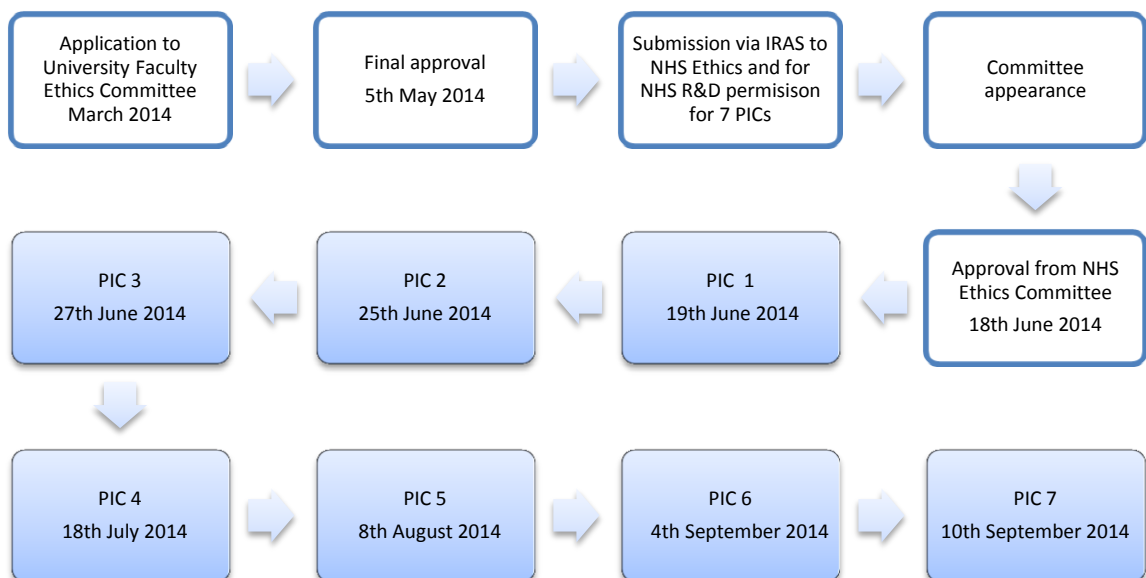 Application to
University Faculty
Ethics Committee
March 2014
Final approval
5th May 2014
Submission via IRAS to
NHS Ethics and for
NHS R&D permisison
for 7 PICs
Committee
appearance
Approval from NHS
Ethics Committee
18th June 2014
PIC 1
19th June 2014
PIC 2
25th June 2014
PIC 3
27th June 2014
PIC 4
18th July 2014
PIC 5
8th August 2014
PIC 6
4th September 2014
PIC 7
10th September 2014